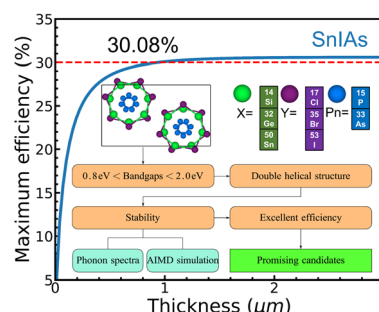 SnIAs
30.08%
Maximum efficiency (%)
35
30
25
20
15
10
5
0
1
2
Thickness (μm)
X=
14
Si
32
Ge
50
Sn
Y=
17
Cl
35
Br
53
I
Pn=
15
P
33
As
0.8eV < Bandgaps < 2.0eV
Double helical structure
Stability
Excellent efficiency
Phonon spectra
AIMD simulation
Promising candidates